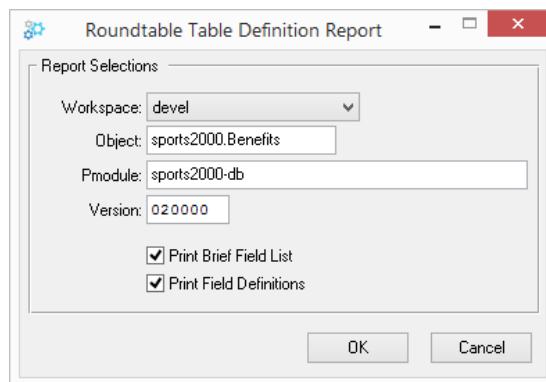 Roundtable Table Definition Report
Report Selections
Workspace: devel
Object: sports2000.Benefits
Pmodule: sports2000-db
Version: 020000
Print Brief Field List
Print Field Definitions
OK Cancel